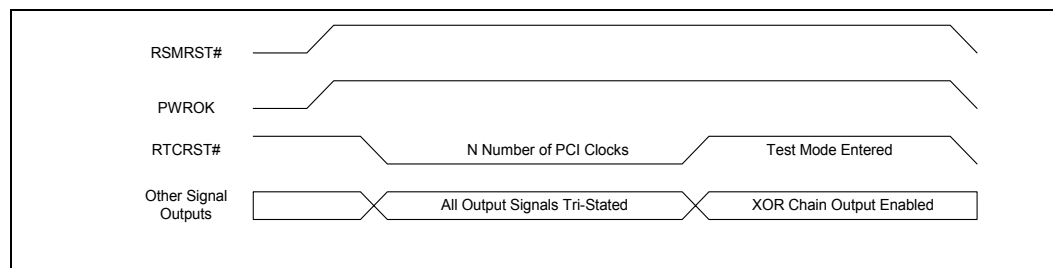 RSMRST#
PWROK
RTCRST#
N Number of PCI Clocks
Test Mode Entered
Other Signal
Outputs
All Output Signals Tri-Stated
XOR Chain Output Enabled